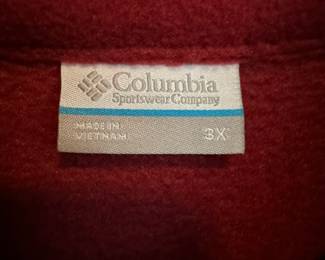 Columbia
Sportswear Company
MADE IN
VIETNAM
3X